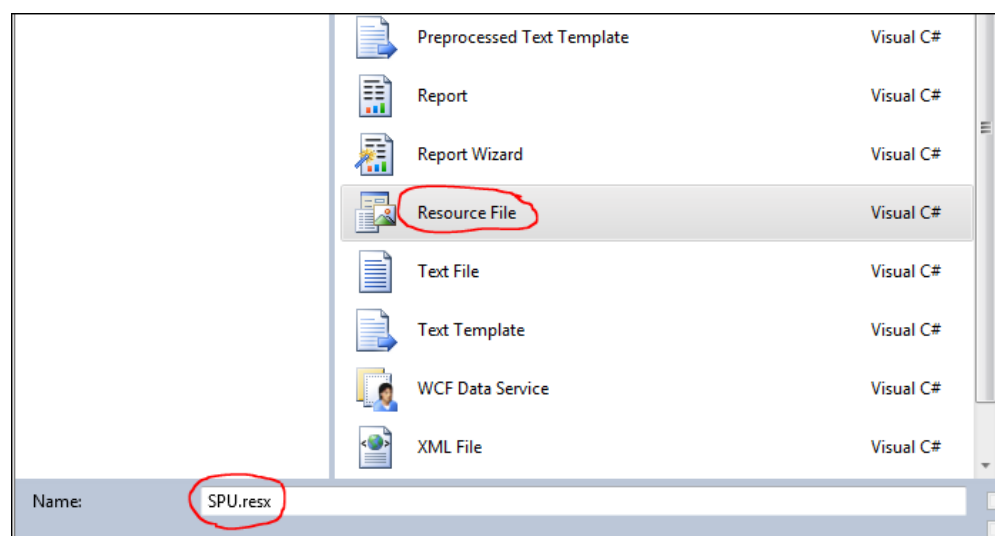 Preprocessed Text Template Visual C#
Report Visual C#
Report Wizard Visual C#
Resource File Visual C#
Text File Visual C#
Text Template Visual C#
WCF Data Service Visual C#
XML File Visual C#
Name: SPU.resx